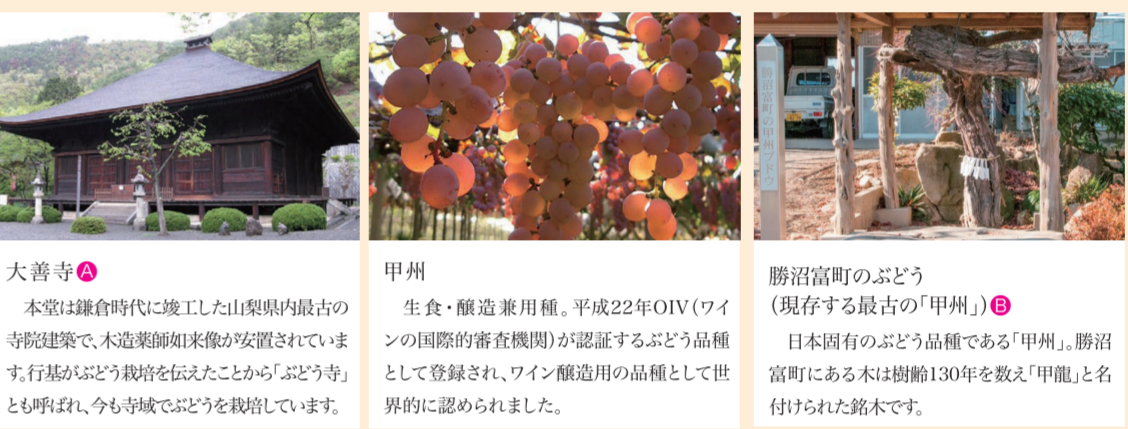 大善寺A
本堂は鎌倉時代に竣工した山梨県内最古の
寺院建築で、木造薬師如来像が安置されていま
す。行基がぶどう栽培を伝えたことから「ぶどう寺」
とも呼ばれ、今も寺域でぶどうを栽培しています。
甲州
生食・醸造兼用種。平成22年OIV（ワイ
ンの国際的審査機関）が認証するぶどう品種
として登録され、ワイン醸造用の品種として世
界的に認められました。
勝沼富町の甲州ブドウ
勝沼富町のぶどう
（現存する最古の「甲州」）B
日本固有のぶどう品種である「甲州」。勝沼
富町にある木は樹齢130年を数え「甲龍」と名
付けられた銘木です。